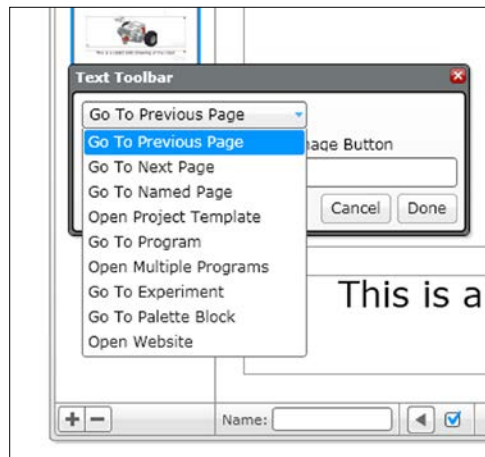 Text Toolbar
Go To Previous Page
Go To Previous Page
Go To Next Page
Go To Named Page
Open Project Template
Go To Program
Open Multiple Programs
Go To Experiment
Go To Palette Block
Open Website
Button
Cancel
Done
This is a
Name: